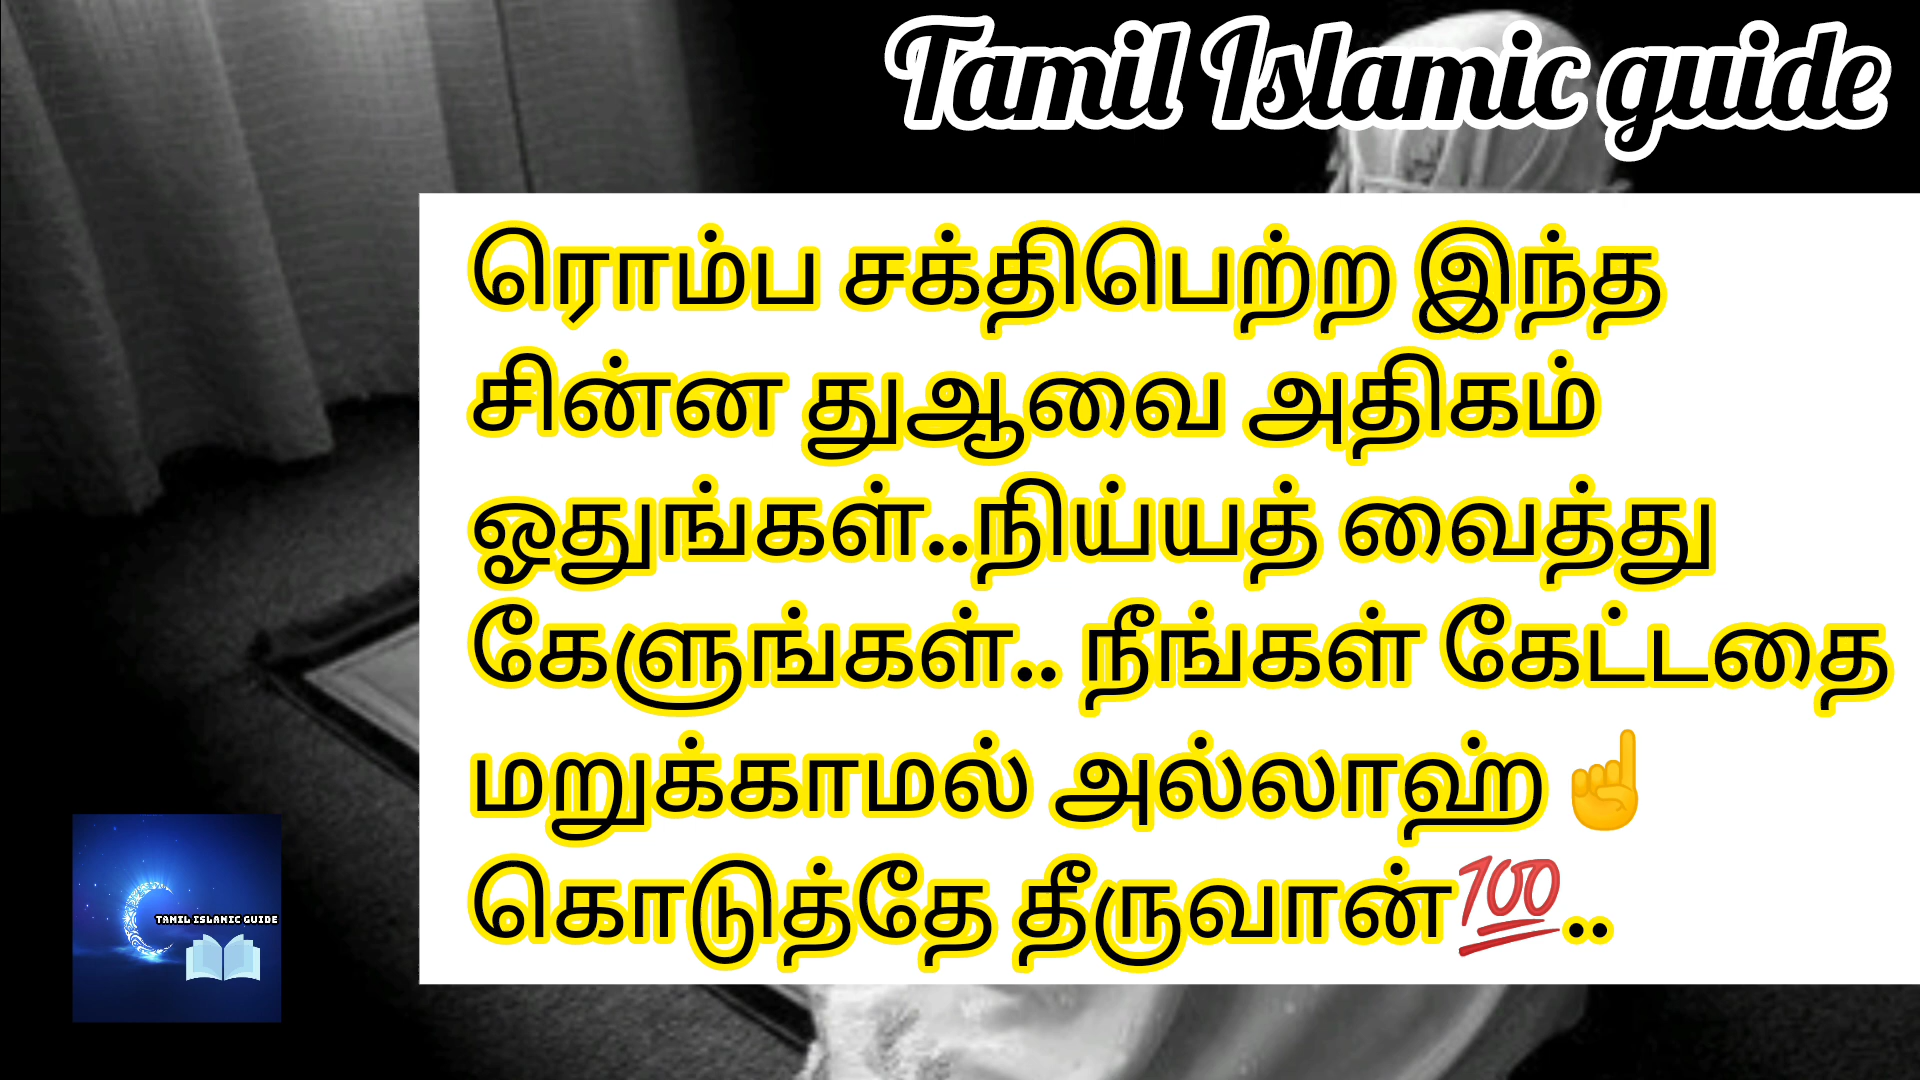 Tamil Islamic guide
ரொம்ப சக்திபெற்ற இந்த
சின்ன துஆவை அதிகம்
ஓதுங்கள்..நிய்யத் வைத்து
கேளுங்கள்.. நீங்கள் கேட்டதை
மறுக்காமல் அல்லாஹ்☝
கொடுத்தே தீருவான்💯..
TAMIL ISLAMIC GUIDE